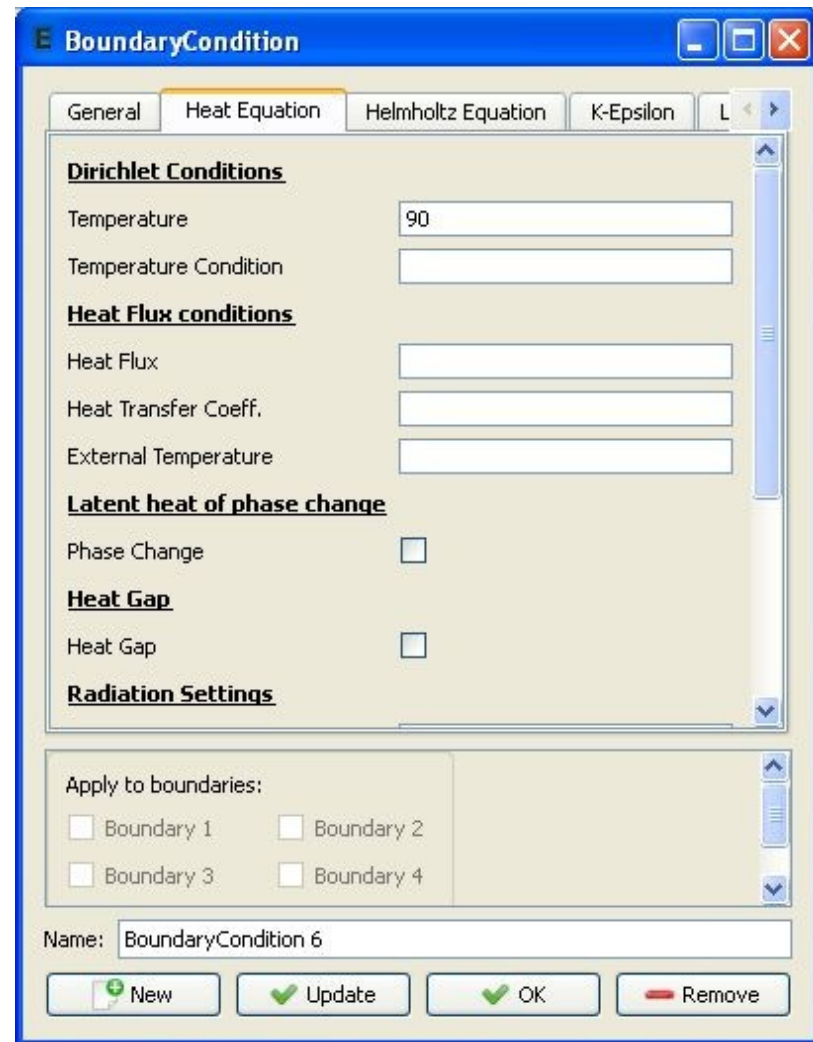 E BoundaryCondition
General Heat Equation Helmholtz Equation K-Epsilon L
Dirichlet Conditions
Temperature 90
Temperature Condition
Heat Flux conditions
Heat Flux
Heat Transfer Coeff.
External Temperature
Latent heat of phase change
Phase Change
Heat Gap
Heat Gap
Radiation Settings
Apply to boundaries:
Boundary 1 Boundary 2
Boundary 3 Boundary 4
Name: BoundaryCondition 6
New Update OK Remove